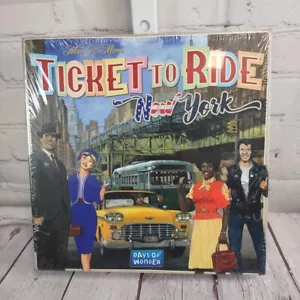 Alan R. Moon
TICKET TO RIDE
New York
DAYS OF
WONDER